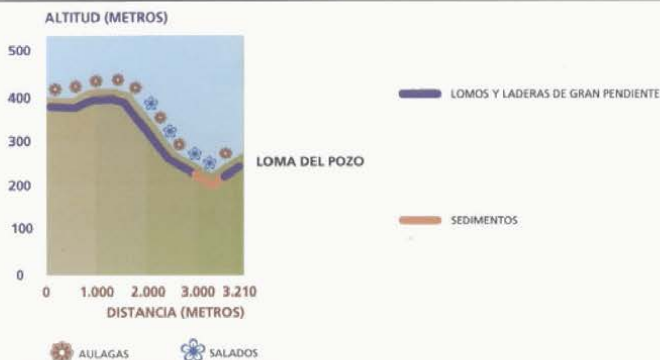 ALTITUD (METROS)
500
400
300
200
100
0
0 1.000 2.000 3.000 3.210
DISTANCIA (METROS)
LOMA DEL POZO
LOMOS Y LADERAS DE GRAN PENDIENTE
SEDIMENTOS
AULAGAS
SALADOS